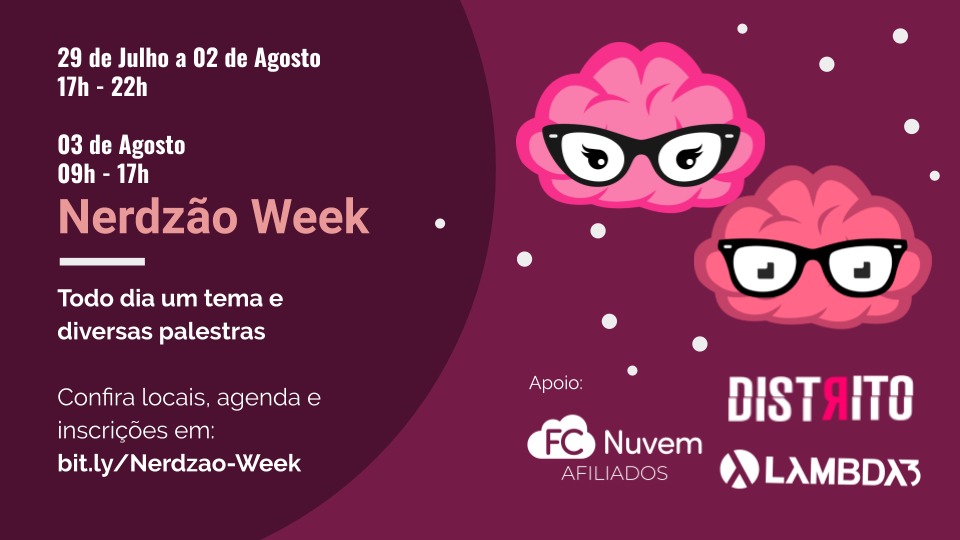 29 de Julho a 02 de Agosto
17h - 22h
03 de Agosto
09h - 17h
Nerdzão Week
Todo dia um tema e
diversas palestras
Confira locais, agenda e
inscrições em:
bit.ly/Nerdzao-Week
Apoio:
DISTRITO
FC Nuvem
AFILIADOS
LAMBDA3